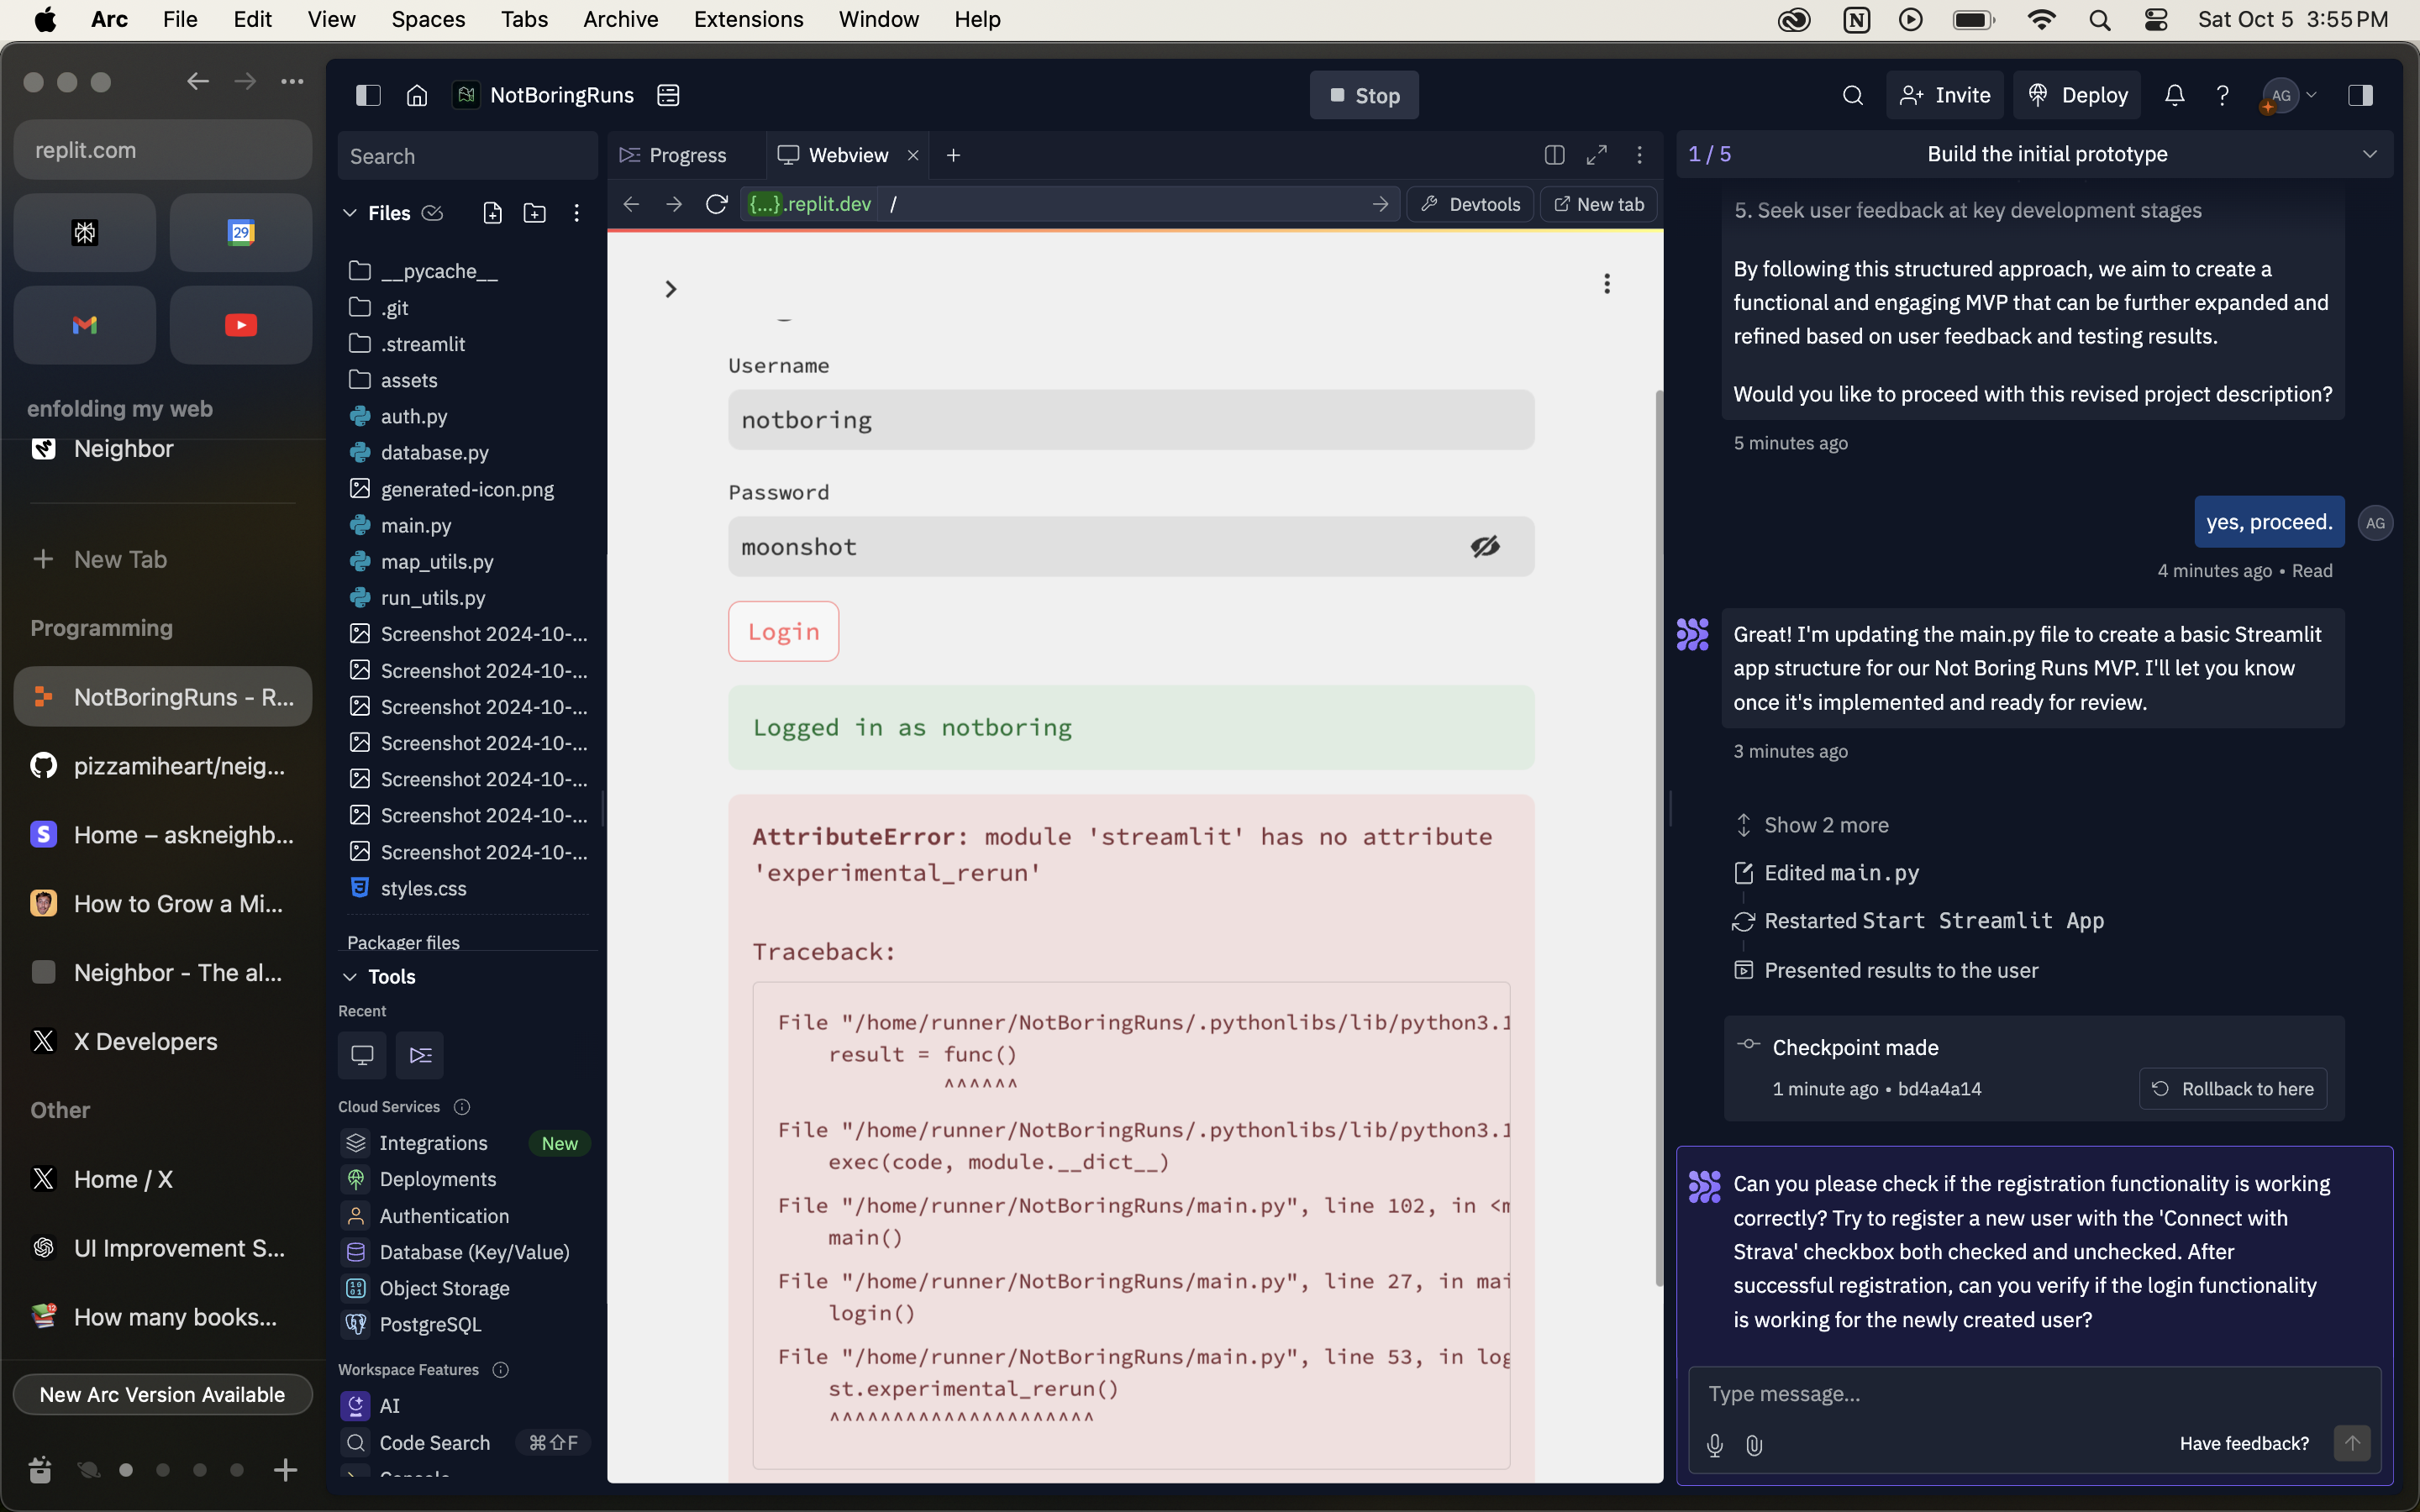 Arc File Edit View Spaces Tabs Archive Extensions Window Help
Sat Oct 5 3:55 PM
replit.com
29
enfolding my web
Neighbor
New Tab
Programming
NotBoringRuns - R...
pizzamiheart/neig...
Home – askneighb...
How to Grow a Mi...
Neighbor - The al...
X Developers
Other
Home / X
UI Improvement S...
How many books...
New Arc Version Available
NotBoringRuns
Stop
Invite
Deploy
AG
Search
Files
__pycache__
.git
.streamlit
assets
auth.py
database.py
generated-icon.png
main.py
map_utils.py
run_utils.py
Screenshot 2024-10-...
Screenshot 2024-10-...
Screenshot 2024-10-...
Screenshot 2024-10-...
Screenshot 2024-10-...
Screenshot 2024-10-...
Screenshot 2024-10-...
styles.css
Packager files
Tools
Recent
Cloud Services
Integrations New
Deployments
Authentication
Database (Key/Value)
Object Storage
PostgreSQL
Workspace Features
AI
Code Search ⌘⇧F
Console
Progress
Webview
{...}.replit.dev /
Devtools
New tab
Username
notboring
Password
moonshot
Login
Logged in as notboring
AttributeError: module 'streamlit' has no attribute
'experimental_rerun'
Traceback:
File "/home/runner/NotBoringRuns/.pythonlibs/lib/python3.1
result = func()
^^^^^^
File "/home/runner/NotBoringRuns/.pythonlibs/lib/python3.1
exec(code, module.__dict__)
File "/home/runner/NotBoringRuns/main.py", line 102, in <m
main()
File "/home/runner/NotBoringRuns/main.py", line 27, in mai
login()
File "/home/runner/NotBoringRuns/main.py", line 53, in log
st.experimental_rerun()
^^^^^^^^^^^^^^^^^^^^^^^
1 / 5
Build the initial prototype
5. Seek user feedback at key development stages
By following this structured approach, we aim to create a
functional and engaging MVP that can be further expanded and
refined based on user feedback and testing results.
Would you like to proceed with this revised project description?
5 minutes ago
yes, proceed.
AG
4 minutes ago • Read
Great! I'm updating the main.py file to create a basic Streamlit
app structure for our Not Boring Runs MVP. I'll let you know
once it's implemented and ready for review.
3 minutes ago
Show 2 more
Edited main.py
Restarted Start Streamlit App
Presented results to the user
Checkpoint made
1 minute ago • bd4a4a14
Rollback to here
Can you please check if the registration functionality is working
correctly? Try to register a new user with the 'Connect with
Strava' checkbox both checked and unchecked. After
successful registration, can you verify if the login functionality
is working for the newly created user?
Type message...
Have feedback?